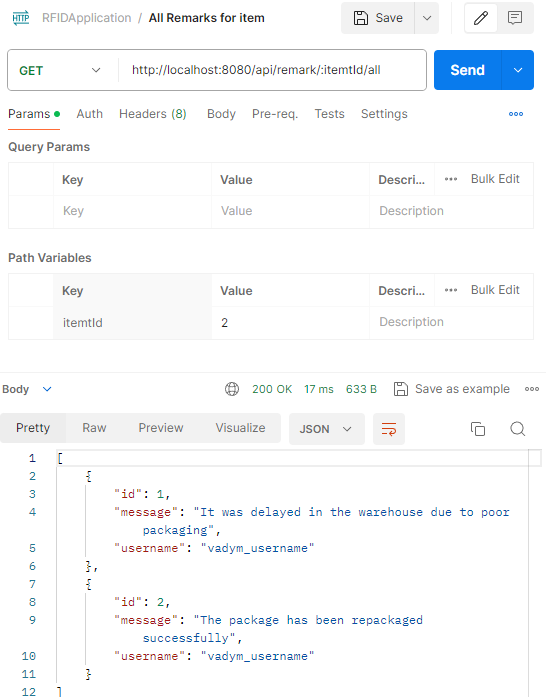 HTTP RFIDApplication / All Remarks for item Save
GET http://localhost:8080/api/remark/:itemtId/all Send
Params Auth Headers (8) Body Pre-req. Tests Settings
Query Params
Key Value Descri... Bulk Edit
Key Value Description
Path Variables
Key Value Descri... Bulk Edit
itemtId 2 Description
Body 200 OK 17 ms 633 B Save as example
Pretty Raw Preview Visualize JSON
1 [
2 {
3 "id": 1,
4 "message": "It was delayed in the warehouse due to poor
packaging",
5 "username": "vadym_username"
6 },
7 {
8 "id": 2,
9 "message": "The package has been repackaged
successfully",
10 "username": "vadym_username"
11 }
12 ]